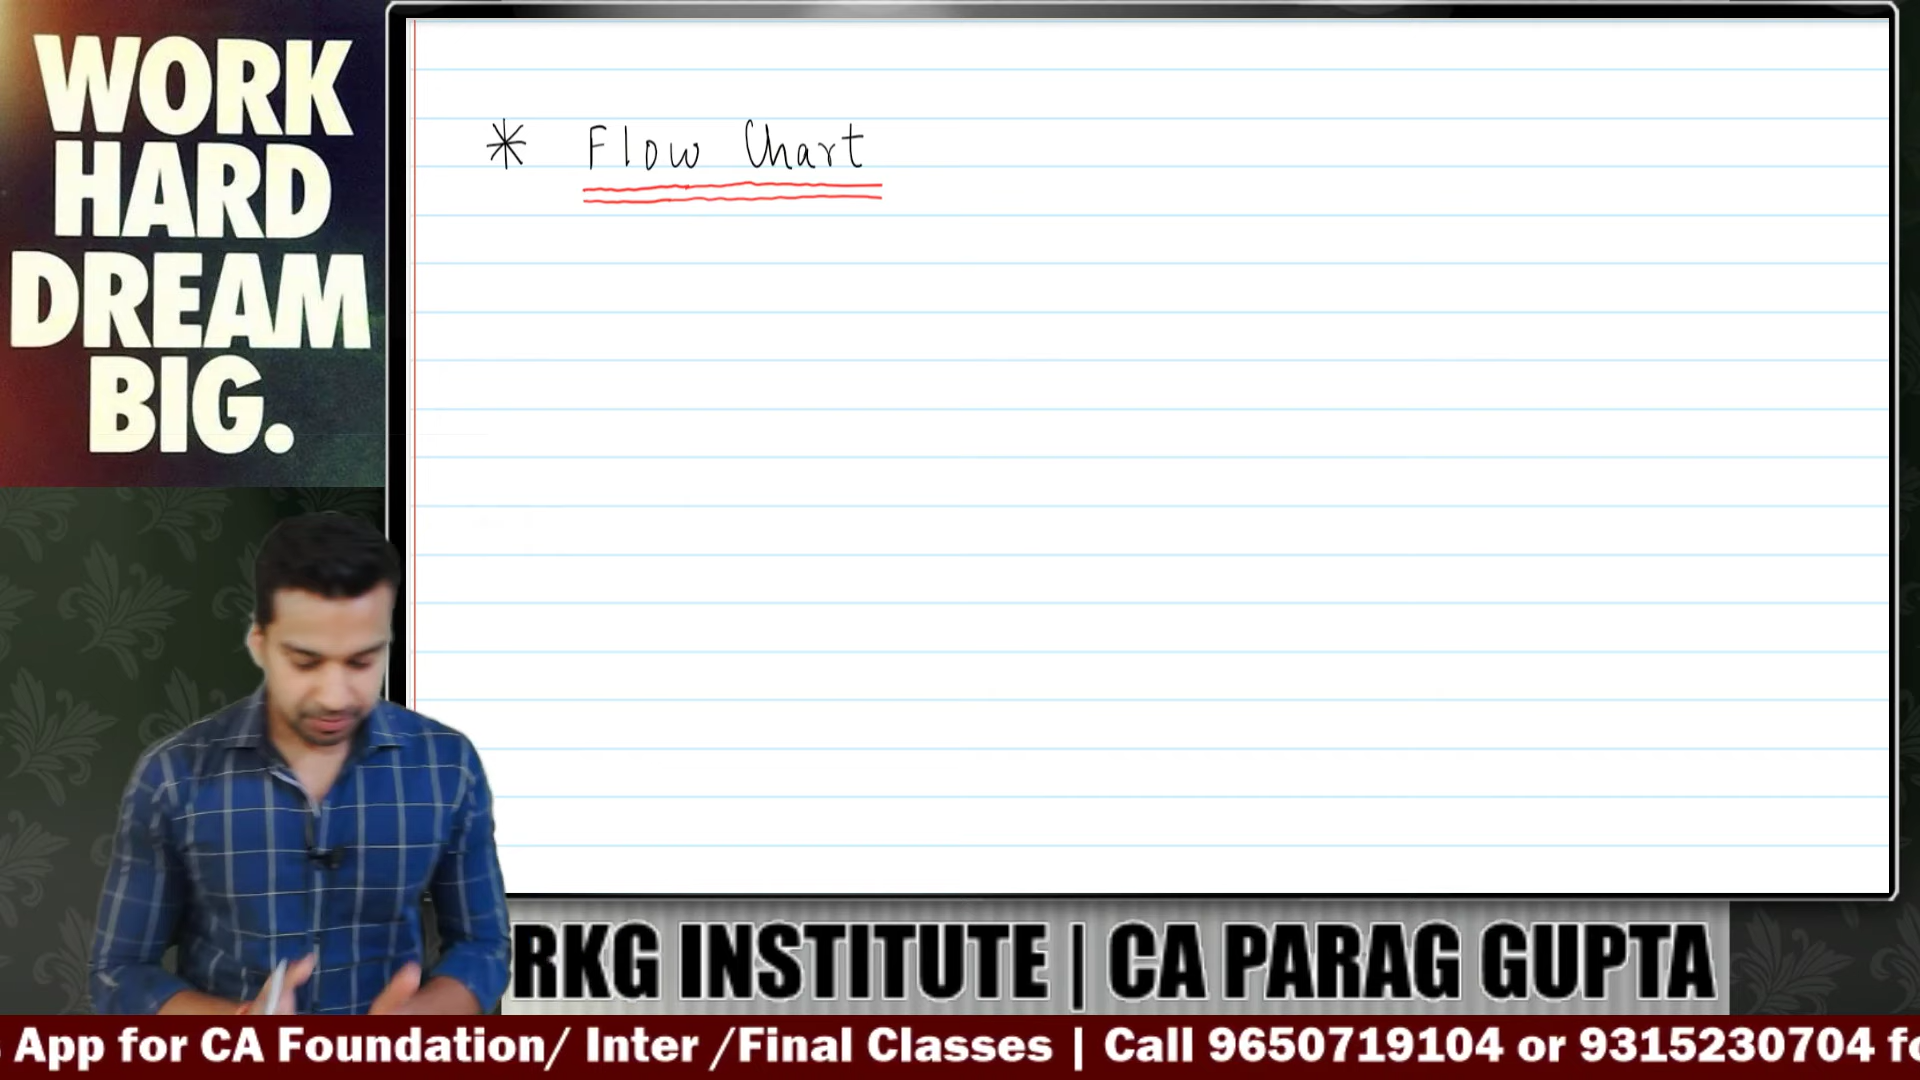 WORK
HARD
DREAM
BIG.
* Flow Chart
RKG INSTITUTE | CA PARAG GUPTA
App for CA Foundation/ Inter /Final Classes | Call 9650719104 or 9315230704